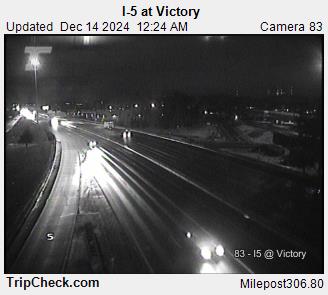 I-5 at Victory
Updated  Dec 14 2024  12:24 AM
Camera 83
S
83 - I5 @ Victory
TripCheck.com
Milepost306.80